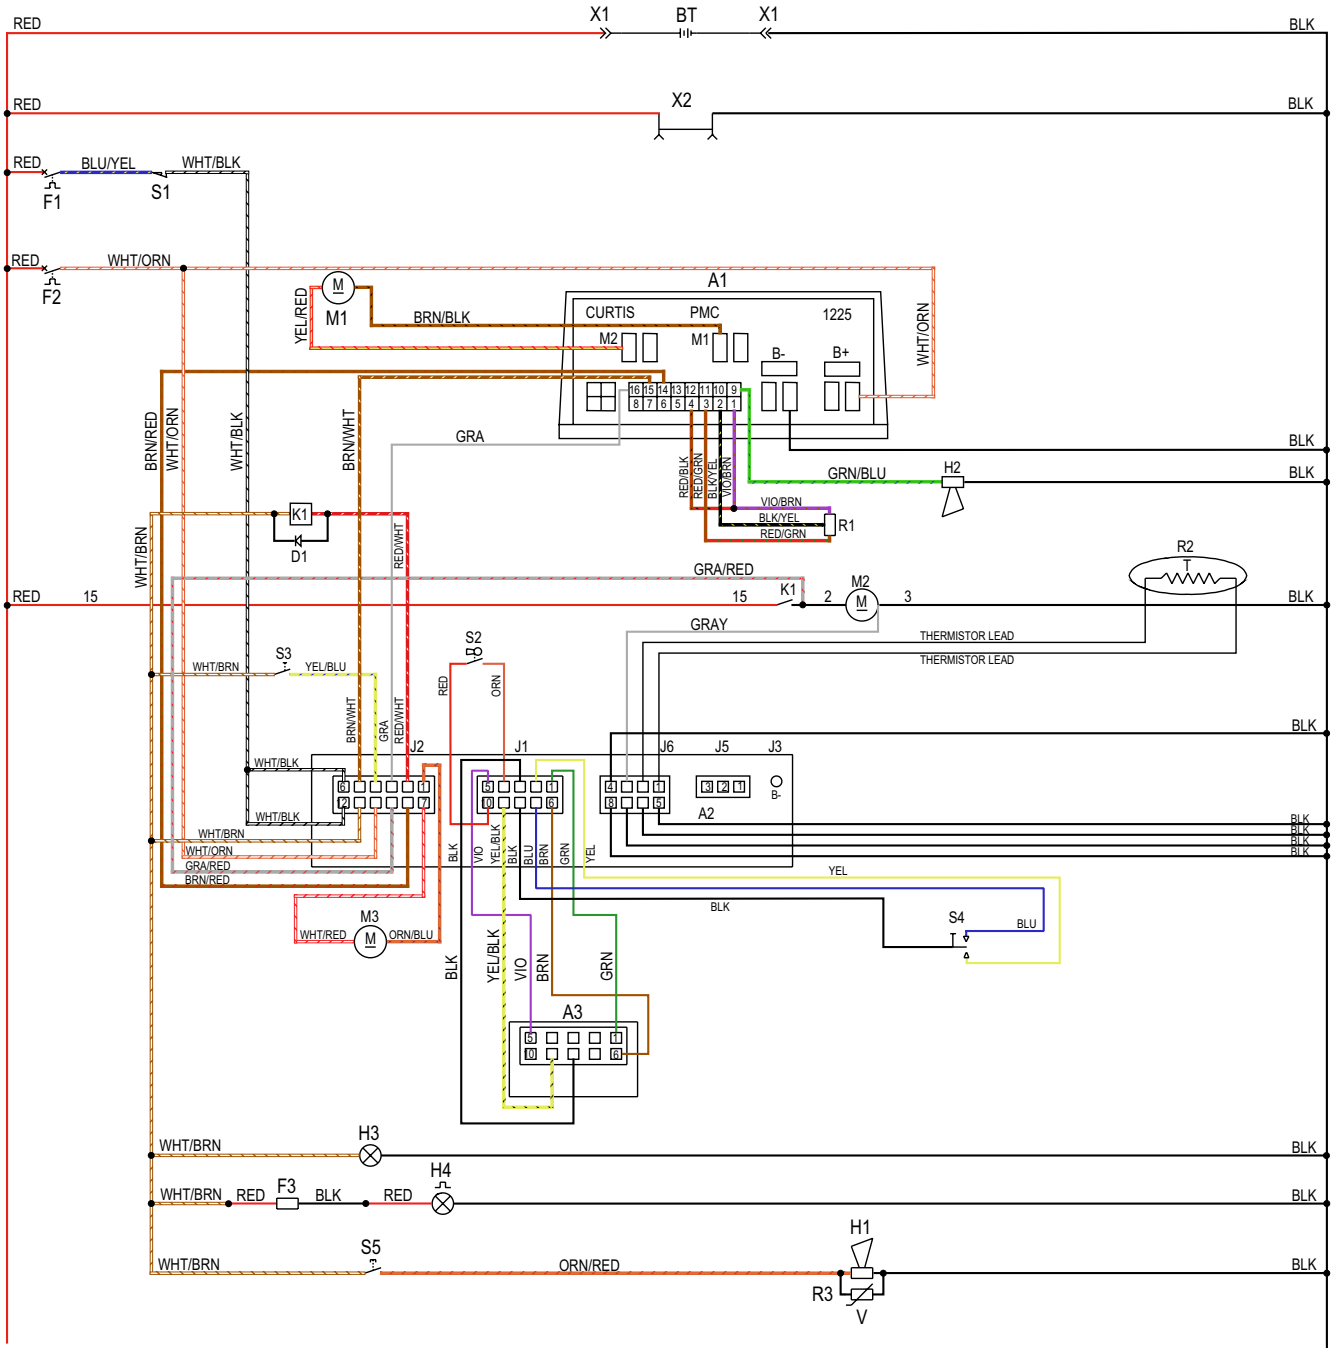 X1 BT X1
RED BLK
RED X2 BLK
RED BLU/YEL WHT/BLK
F1 S1
RED WHT/ORN
F2
M
M1
YEL/RED
BRN/BLK
A1
CURTIS PMC 1225
M2 M1 B- B+
WHT/ORN
16 15 14 13 12 11 10 9
8 7 6 5 4 3 2 1
BRN/RED
WHT/ORN
WHT/BLK
BRN/WHT
GRA
BLK
RED/BLK
RED/GRN
BLK/YEL
VIO/BRN
GRN/BLU H2 BLK
VIO/BRN
BLK/YEL R1
RED/GRN
K1
D1
WHT/BRN
RED/WHT
R2
T
GRA/RED
RED 15 15 K1 2 M2 3 BLK
M
GRAY
THERMISTOR LEAD
THERMISTOR LEAD
S2
RED
ORN
S3
WHT/BRN YEL/BLU
BRN/WHT
GRA
RED/WHT
BLK
J2 J1 J6 J5 J3
WHT/BLK
6 1 5 1 4 1 3 2 1
12 7 10 6 8 5
B-
A2
WHT/BLK
WHT/BRN
WHT/ORN
GRA/RED
BRN/RED
BLK
VIO
YEL/BLK
BLK
BLU
BRN
GRN
YEL
BLK
BLK
BLK
BLK
YEL
BLK
S4
BLU
M3
WHT/RED M ORN/BLU
BLK
YEL/BLK
VIO
BRN
GRN
A3
5 1
10 6
WHT/BRN H3 BLK
WHT/BRN RED F3 BLK RED H4 BLK
WHT/BRN S5 ORN/RED H1 BLK
R3
V